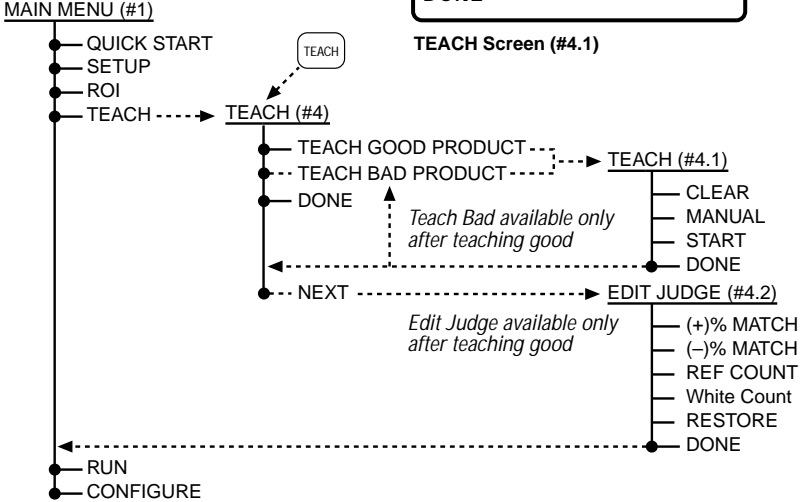 MAIN MENU (#1)
QUICK START
SETUP
ROI
TEACH
TEACH
TEACH Screen (#4.1)
TEACH (#4)
TEACH GOOD PRODUCT
TEACH BAD PRODUCT
DONE
Teach Bad available only
after teaching good
TEACH (#4.1)
CLEAR
MANUAL
START
DONE
NEXT
Edit Judge available only
after teaching good
EDIT JUDGE (#4.2)
(+)% MATCH
(–)% MATCH
REF COUNT
White Count
RESTORE
DONE
RUN
CONFIGURE